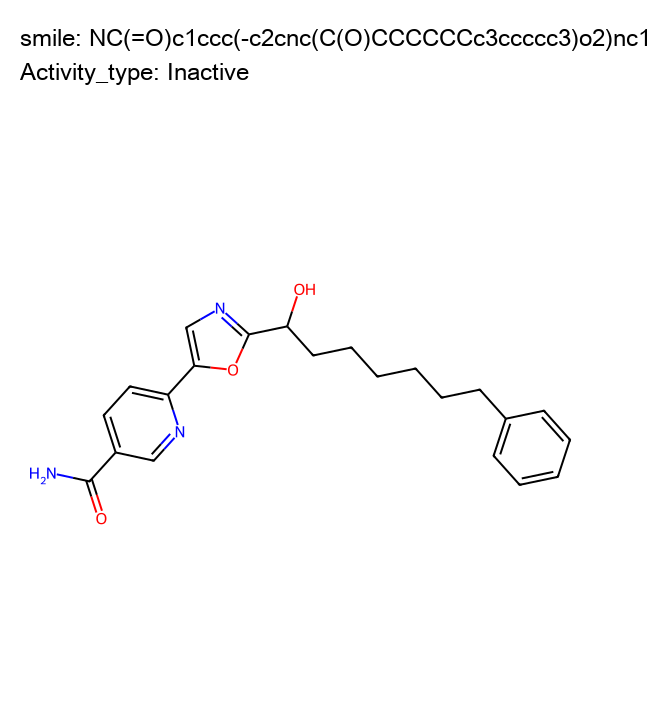 smile: NC(=O)c1ccc(-c2cnc(C(O)CCCCCCc3ccccc3)o2)nc1
Activity_type: Inactive
OH
N
O
N
H2N
O